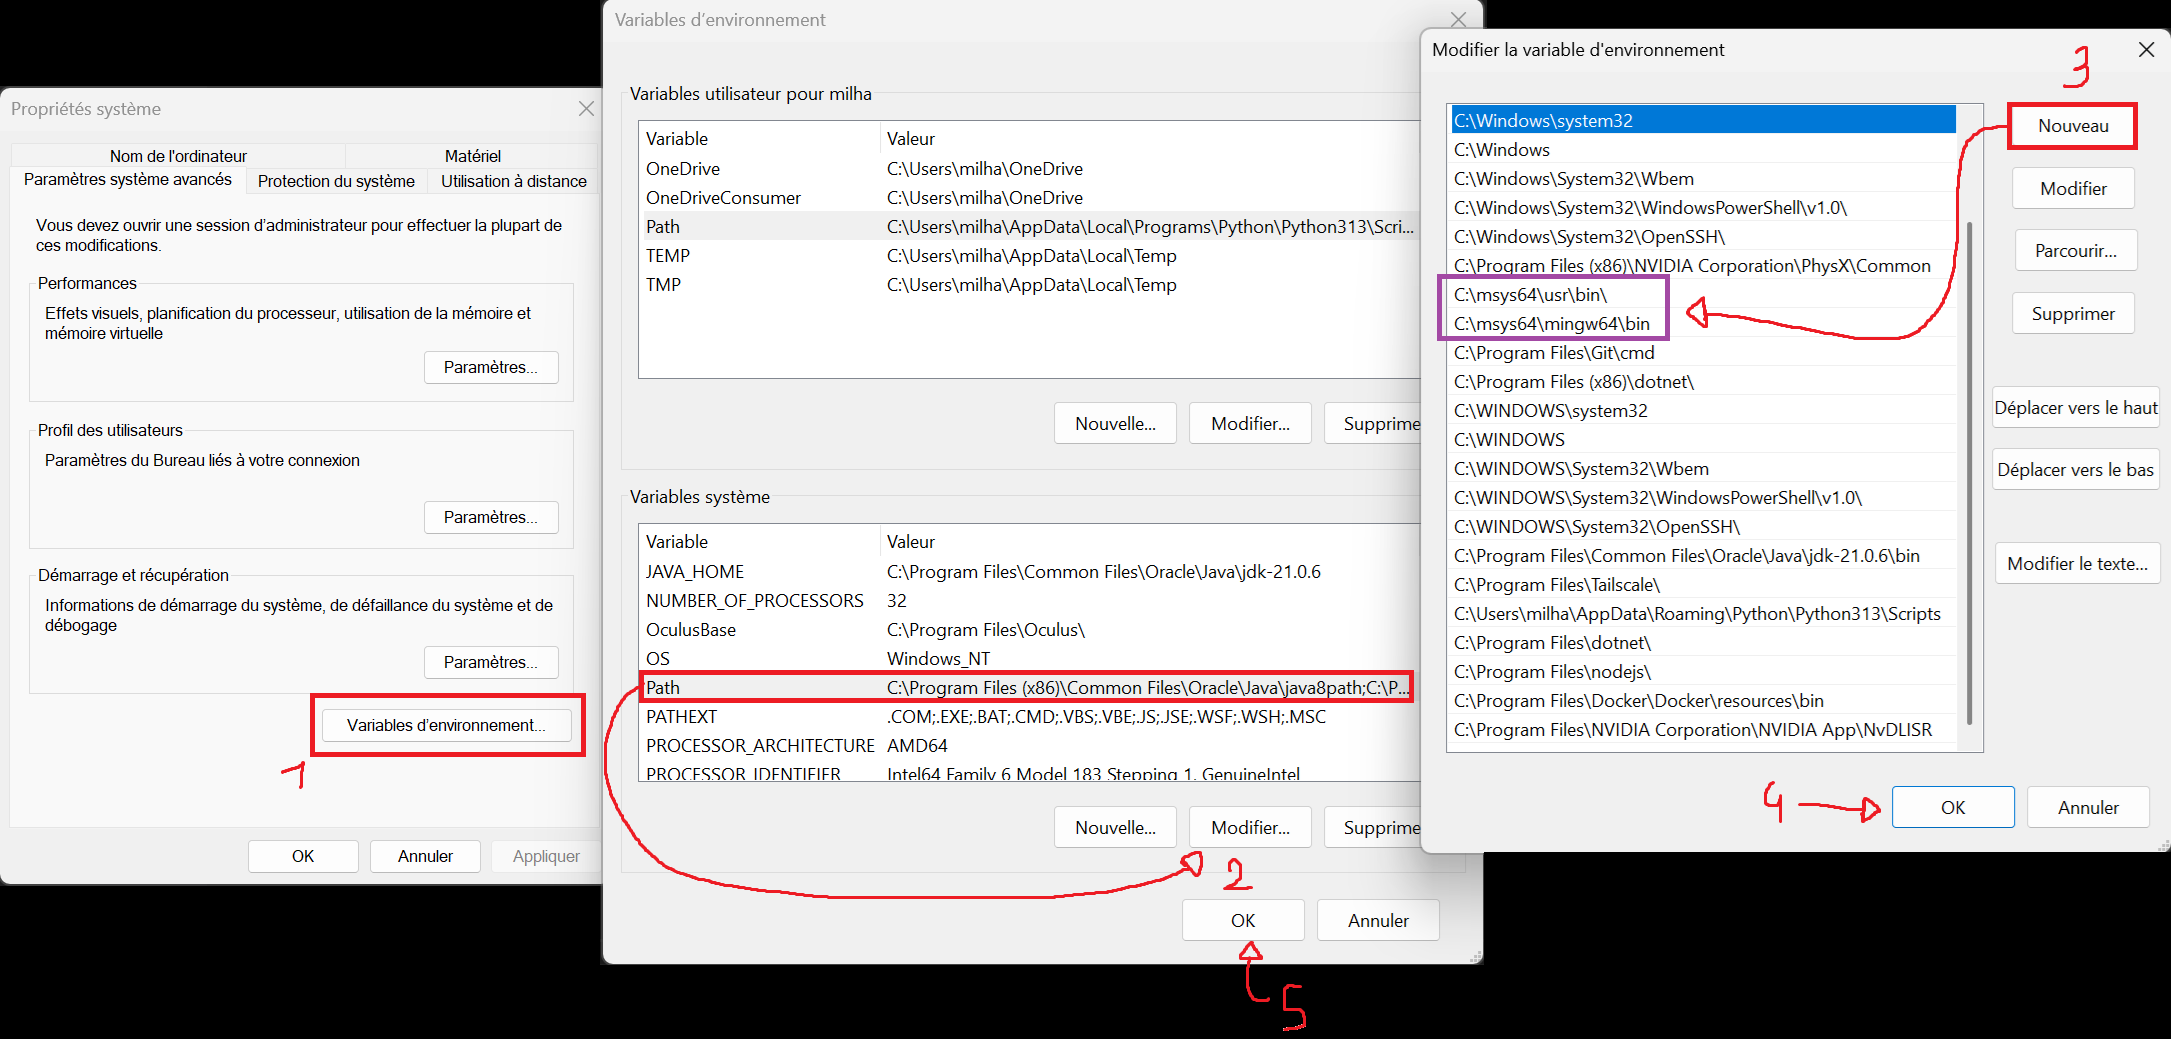 Propriétés système
Nom de l'ordinateur
Matériel
Paramètres système avancés
Protection du système
Utilisation à distance
Vous devez ouvrir une session d’administrateur pour effectuer la plupart de
ces modifications.
Performances
Effets visuels, planification du processeur, utilisation de la mémoire et
mémoire virtuelle
Paramètres...
Profil des utilisateurs
Paramètres du Bureau liés à votre connexion
Paramètres...
Démarrage et récupération
Informations de démarrage du système, de défaillance du système et de
débogage
Paramètres...
Variables d’environnement...
1
OK
Annuler
Appliquer
Variables d’environnement
Variables utilisateur pour milha
Variable Valeur
OneDrive C:\Users\milha\OneDrive
OneDriveConsumer C:\Users\milha\OneDrive
Path C:\Users\milha\AppData\Local\Programs\Python\Python313\Scri...
TEMP C:\Users\milha\AppData\Local\Temp
TMP C:\Users\milha\AppData\Local\Temp
Nouvelle...
Modifier...
Supprime
Variables système
Variable Valeur
JAVA_HOME C:\Program Files\Common Files\Oracle\Java\jdk-21.0.6
NUMBER_OF_PROCESSORS 32
OculusBase C:\Program Files\Oculus\
OS Windows_NT
Path C:\Program Files (x86)\Common Files\Oracle\Java\java8path;C:\P...
PATHEXT .COM;.EXE;.BAT;.CMD;.VBS;.VBE;.JS;.JSE;.WSF;.WSH;.MSC
PROCESSOR_ARCHITECTURE AMD64
PROCESSOR_IDENTIFIER Intel64 Family 6 Model 183 Stepping 1, GenuineIntel
Nouvelle...
Modifier...
Supprime
2
OK
Annuler
5
Modifier la variable d'environnement
3
C:\Windows\system32
C:\Windows
C:\Windows\System32\Wbem
C:\Windows\System32\WindowsPowerShell\v1.0\
C:\Windows\System32\OpenSSH\
C:\Program Files (x86)\NVIDIA Corporation\PhysX\Common
C:\msys64\usr\bin\
C:\msys64\mingw64\bin
C:\Program Files\Git\cmd
C:\Program Files (x86)\dotnet\
C:\WINDOWS\system32
C:\WINDOWS
C:\WINDOWS\System32\Wbem
C:\WINDOWS\System32\WindowsPowerShell\v1.0\
C:\WINDOWS\System32\OpenSSH\
C:\Program Files\Common Files\Oracle\Java\jdk-21.0.6\bin
C:\Program Files\Tailscale\
C:\Users\milha\AppData\Roaming\Python\Python313\Scripts
C:\Program Files\dotnet\
C:\Program Files\nodejs\
C:\Program Files\Docker\Docker\resources\bin
C:\Program Files\NVIDIA Corporation\NVIDIA App\NvDLISR
Nouveau
Modifier
Parcourir...
Supprimer
Déplacer vers le haut
Déplacer vers le bas
Modifier le texte...
4
OK
Annuler